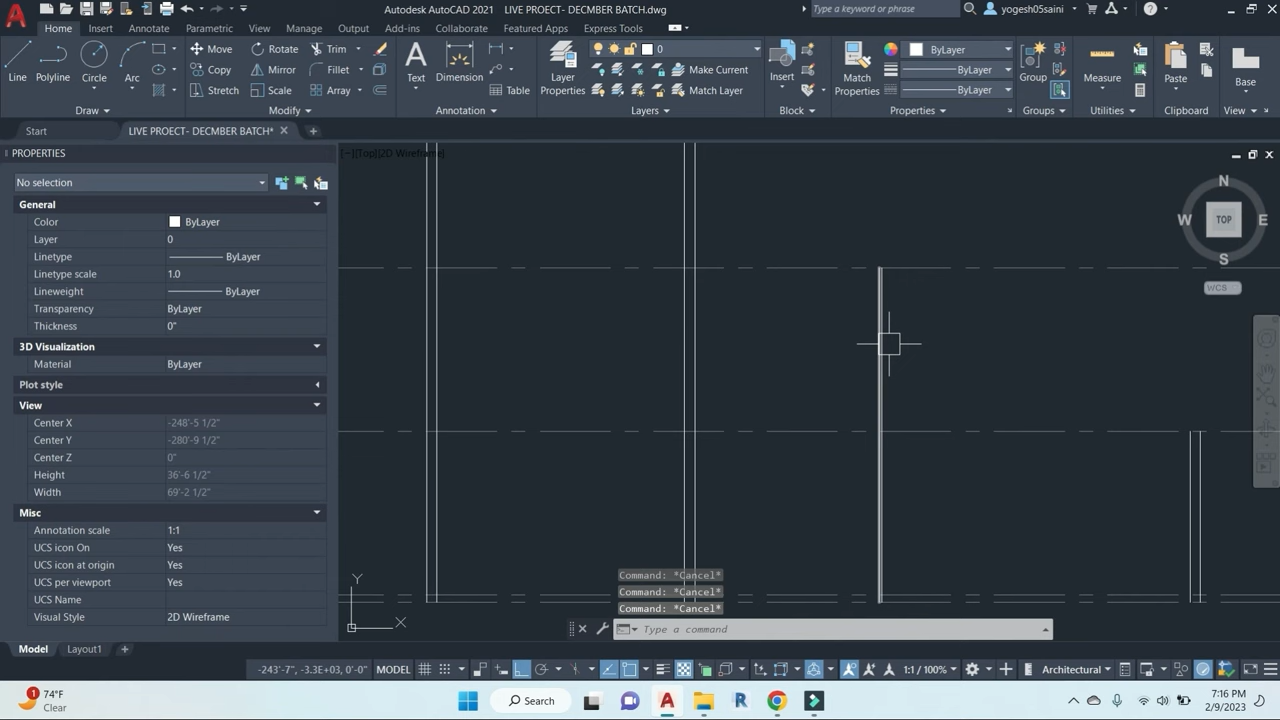 Autodesk AutoCAD 2021 LIVE PROECT- DECMBER BATCH.dwg
Type a keyword or phrase
yogesh05saini
Home Insert Annotate Parametric View Manage Output Add-ins Collaborate Featured Apps Express Tools
Line Polyline Circle Arc
Move Rotate Trim
Copy Mirror Fillet
Stretch Scale Array
Text Dimension Table
Layer Properties
0
Make Current
Match Layer
Insert
Match Properties
ByLayer
ByLayer
ByLayer
Group Measure Paste Base
Draw Modify Annotation Layers Block Properties Groups Utilities Clipboard View
Start LIVE PROECT- DECMBER BATCH*
PROPERTIES
[−][Top][2D Wireframe]
No selection
General
Color ByLayer
Layer 0
Linetype ByLayer
Linetype scale 1.0
Lineweight ByLayer
Transparency ByLayer
Thickness 0"
3D Visualization
Material ByLayer
Plot style
View
Center X -248'-5 1/2"
Center Y -280'-9 1/2"
Center Z 0"
Height 36'-6 1/2"
Width 69'-2 1/2"
Misc
Annotation scale 1:1
UCS icon On Yes
UCS icon at origin Yes
UCS per viewport Yes
UCS Name
Visual Style 2D Wireframe
N
W TOP E
S
WCS
Y
X
Command: *Cancel*
Command: *Cancel*
Command: *Cancel*
Type a command
Model Layout1
-243'-7", -3.3E+03, 0'-0" MODEL 1:1 / 100% Architectural
1
74°F
Clear
Search
7:16 PM
2/9/2023